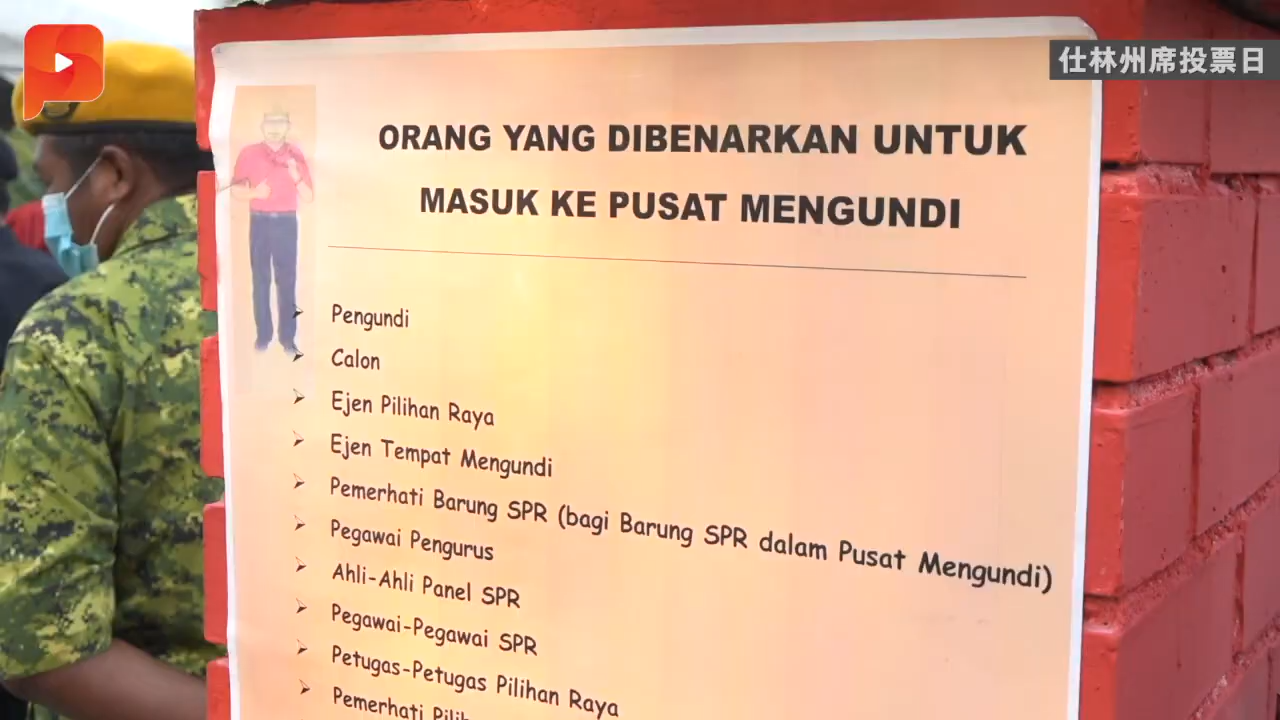 仕林州席投票日
ORANG YANG DIBENARKAN UNTUK
MASUK KE PUSAT MENGUNDI
Pengundi
Calon
Ejen Pilihan Raya
Ejen Tempat Mengundi
Pemerhati Barung SPR (bagi Barung SPR dalam Pusat Mengundi)
Pegawai Pengurus
Ahli-Ahli Panel SPR
Pegawai-Pegawai SPR
Petugas-Petugas Pilihan Raya
Pemerhati